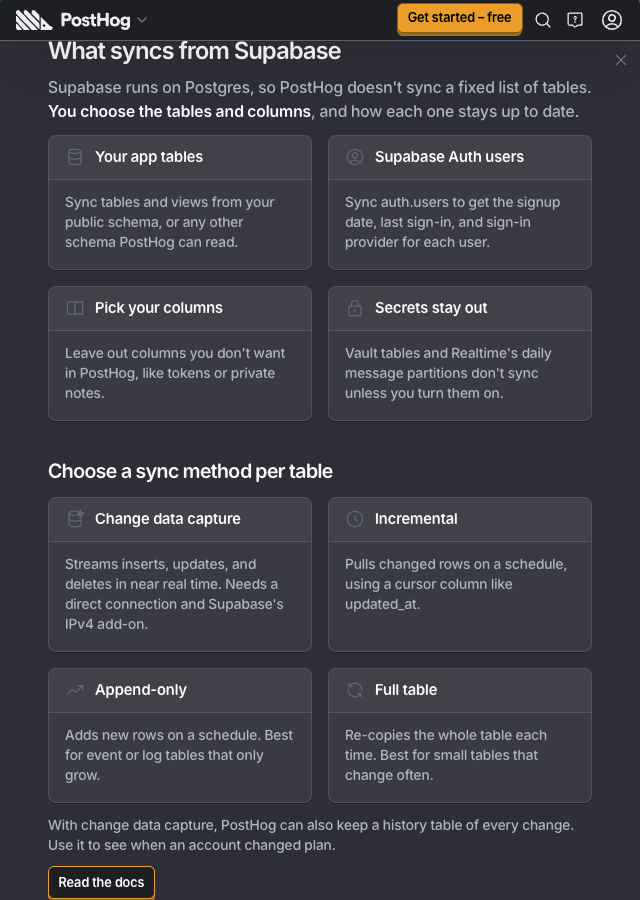 PostHog
Get started – free
What syncs from Supabase
Supabase runs on Postgres, so PostHog doesn't sync a fixed list of tables.
You choose the tables and columns, and how each one stays up to date.
Your app tables
Sync tables and views from your
public schema, or any other
schema PostHog can read.
Supabase Auth users
Sync auth.users to get the signup
date, last sign-in, and sign-in
provider for each user.
Pick your columns
Leave out columns you don't want
in PostHog, like tokens or private
notes.
Secrets stay out
Vault tables and Realtime's daily
message partitions don't sync
unless you turn them on.
Choose a sync method per table
Change data capture
Streams inserts, updates, and
deletes in near real time. Needs a
direct connection and Supabase's
IPv4 add-on.
Incremental
Pulls changed rows on a schedule,
using a cursor column like
updated_at.
Append-only
Adds new rows on a schedule. Best
for event or log tables that only
grow.
Full table
Re-copies the whole table each
time. Best for small tables that
change often.
With change data capture, PostHog can also keep a history table of every change.
Use it to see when an account changed plan.
Read the docs